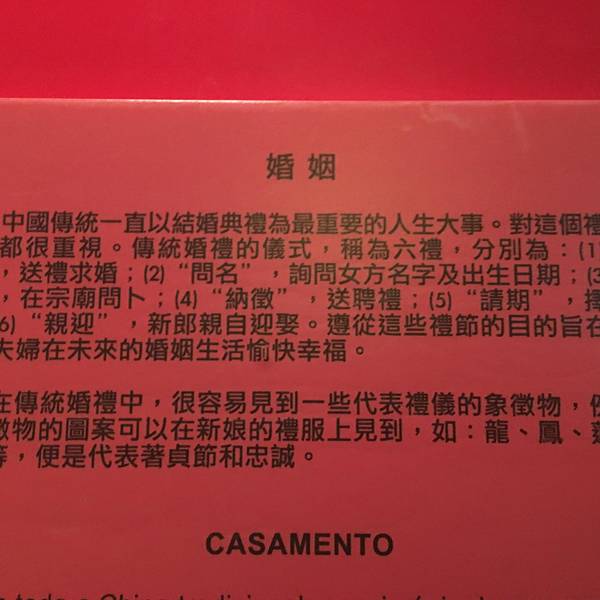 婚姻
中國傳統一直以結婚典禮為最重要的人生大事。對這個禮
都很重視。傳統婚禮的儀式，稱為六禮，分別為：(1
，送禮求婚；(2)“問名”，詢問女方名字及出生日期；(3
，在宗廟問卜；(4)“納徵”，送聘禮；(5)“請期”，擇
6)“親迎”，新郎親自迎娶。遵從這些禮節的目的旨在
夫婦在未來的婚姻生活愉快幸福。
在傳統婚禮中，很容易見到一些代表禮儀的象徵物，例
徵物的圖案可以在新娘的禮服上見到，如：龍、鳳、蓮
等，便是代表著貞節和忠誠。
CASAMENTO